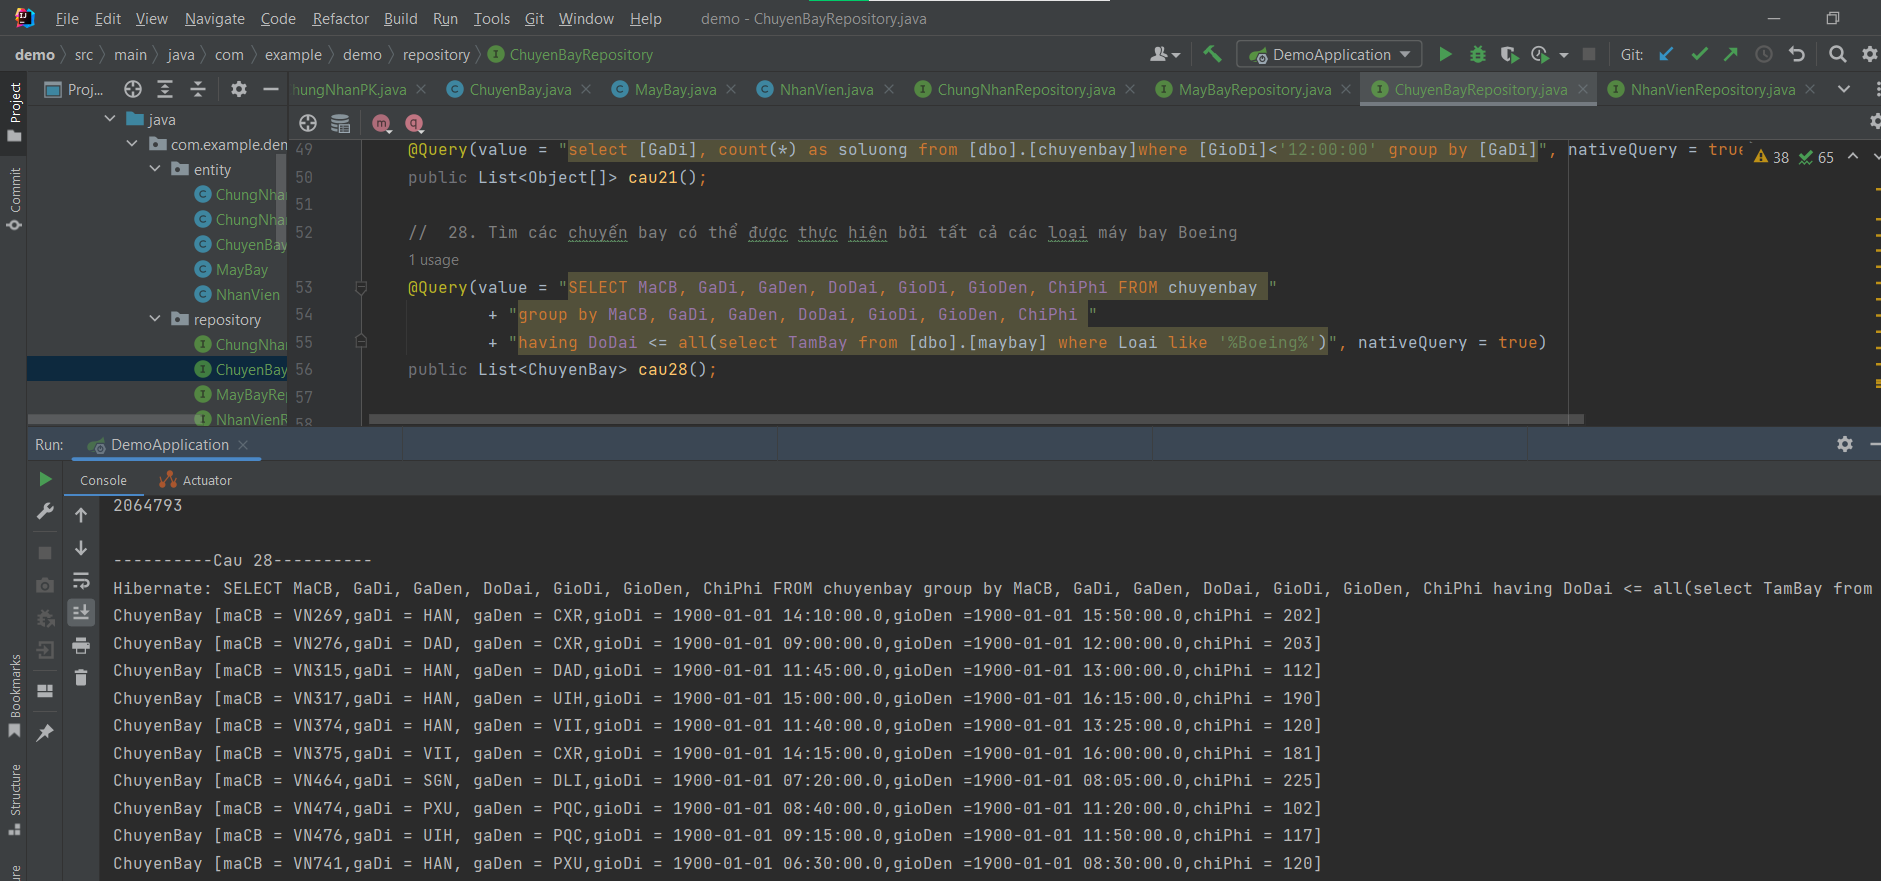 File Edit View Navigate Code Refactor Build Run Tools Git Window Help demo - ChuyenBayRepository.java
demo src main java com example demo repository ChuyenBayRepository DemoApplication Git:
Project Proj... hungNhanPK.java ChuyenBay.java MayBay.java NhanVien.java ChungNhanRepository.java MayBayRepository.java ChuyenBayRepository.java NhanVienRepository.java
java
com.example.den
entity
ChungNha
ChungNha
ChuyenBay
MayBay
NhanVien
repository
ChungNha
ChuyenBay
MayBayRe
NhanVienR
Commit
49 @Query(value = "select [GaDi], count(*) as soluong from [dbo].[chuyenbay]where [GioDi]<'12:00:00' group by [GaDi]", nativeQuery = true 38 65
50 public List<Object[]> cau21();
51
52 // 28. Tìm các chuyến bay có thể được thực hiện bởi tất cả các loại máy bay Boeing
1 usage
53 @Query(value = "SELECT MaCB, GaDi, GaDen, DoDai, GioDi, GioDen, ChiPhi FROM chuyenbay "
54 + "group by MaCB, GaDi, GaDen, DoDai, GioDi, GioDen, ChiPhi "
55 + "having DoDai <= all(select TamBay from [dbo].[maybay] where Loai like '%Boeing%')", nativeQuery = true)
56 public List<ChuyenBay> cau28();
57
58
Run: DemoApplication
Console Actuator
2064793
----------Cau 28----------
Hibernate: SELECT MaCB, GaDi, GaDen, DoDai, GioDi, GioDen, ChiPhi FROM chuyenbay group by MaCB, GaDi, GaDen, DoDai, GioDi, GioDen, ChiPhi having DoDai <= all(select TamBay from
ChuyenBay [maCB = VN269,gaDi = HAN, gaDen = CXR,gioDi = 1900-01-01 14:10:00.0,gioDen =1900-01-01 15:50:00.0,chiPhi = 202]
ChuyenBay [maCB = VN276,gaDi = DAD, gaDen = CXR,gioDi = 1900-01-01 09:00:00.0,gioDen =1900-01-01 12:00:00.0,chiPhi = 203]
ChuyenBay [maCB = VN315,gaDi = HAN, gaDen = DAD,gioDi = 1900-01-01 11:45:00.0,gioDen =1900-01-01 13:00:00.0,chiPhi = 112]
ChuyenBay [maCB = VN317,gaDi = HAN, gaDen = UIH,gioDi = 1900-01-01 15:00:00.0,gioDen =1900-01-01 16:15:00.0,chiPhi = 190]
ChuyenBay [maCB = VN374,gaDi = HAN, gaDen = VII,gioDi = 1900-01-01 11:40:00.0,gioDen =1900-01-01 13:25:00.0,chiPhi = 120]
ChuyenBay [maCB = VN375,gaDi = VII, gaDen = CXR,gioDi = 1900-01-01 14:15:00.0,gioDen =1900-01-01 16:00:00.0,chiPhi = 181]
ChuyenBay [maCB = VN464,gaDi = SGN, gaDen = DLI,gioDi = 1900-01-01 07:20:00.0,gioDen =1900-01-01 08:05:00.0,chiPhi = 225]
ChuyenBay [maCB = VN474,gaDi = PXU, gaDen = PQC,gioDi = 1900-01-01 08:40:00.0,gioDen =1900-01-01 11:20:00.0,chiPhi = 102]
ChuyenBay [maCB = VN476,gaDi = UIH, gaDen = PQC,gioDi = 1900-01-01 09:15:00.0,gioDen =1900-01-01 11:50:00.0,chiPhi = 117]
ChuyenBay [maCB = VN741,gaDi = HAN, gaDen = PXU,gioDi = 1900-01-01 06:30:00.0,gioDen =1900-01-01 08:30:00.0,chiPhi = 120]
Bookmarks
Structure